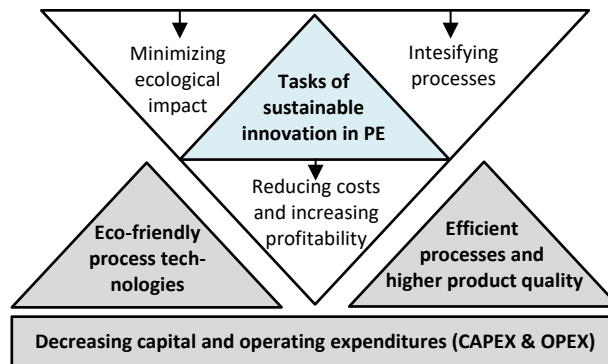 Minimizing
ecological
impact
Tasks of
sustainable
innovation in PE
Intesifying
processes
Reducing costs
and increasing
profitability
Eco-friendly
process tech-
nologies
Efficient
processes and
higher product quality
Decreasing capital and operating expenditures (CAPEX & OPEX)